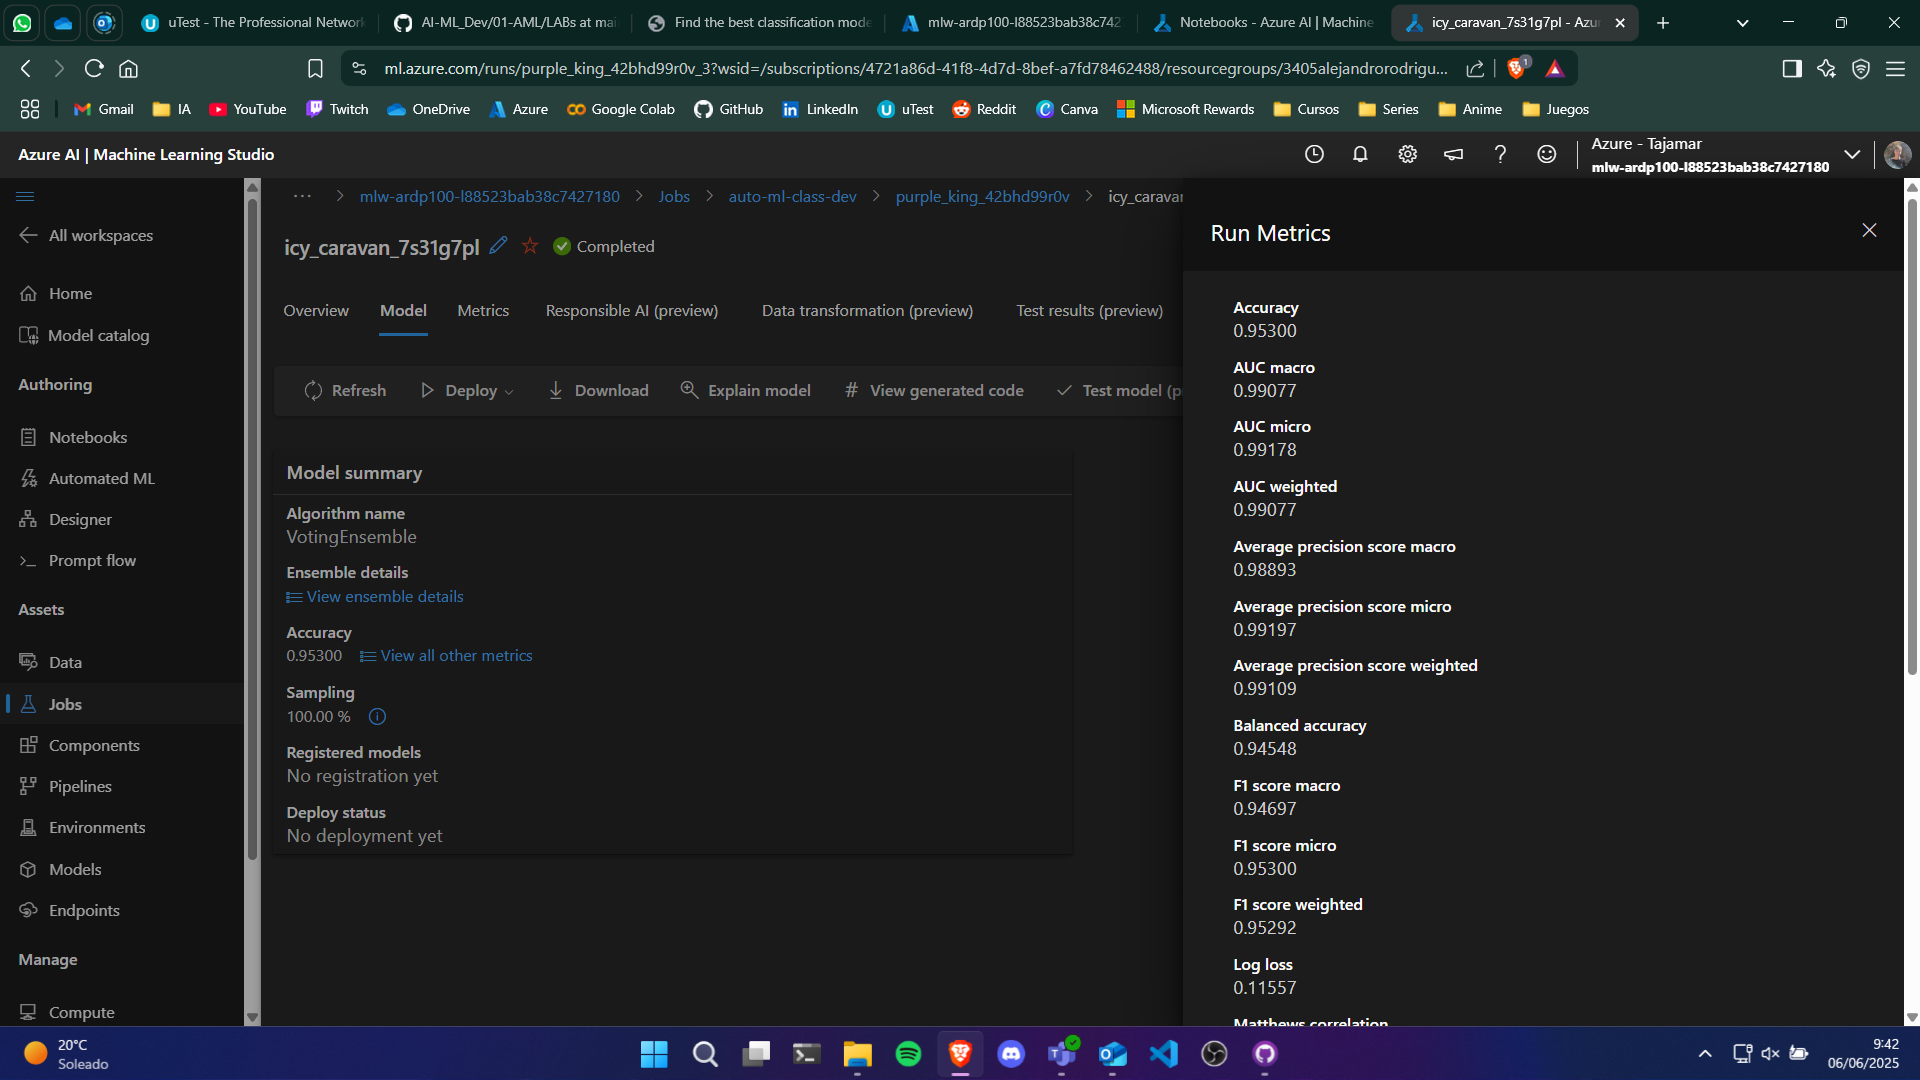 uTest - The Professional Network
AI-ML_Dev/01-AML/LABs at mai
Find the best classification mode
mlw-ardp100-l88523bab38c742
Notebooks - Azure AI | Machine
icy_caravan_7s31g7pl - Azu
ml.azure.com/runs/purple_king_42bhd99r0v_3?wsid=/subscriptions/4721a86d-41f8-4d7d-8bef-a7fd78462488/resourcegroups/3405alejandrorodrigu...
1
Gmail
IA
YouTube
Twitch
OneDrive
Azure
Google Colab
GitHub
LinkedIn
uTest
Reddit
Canva
Microsoft Rewards
Cursos
Series
Anime
Juegos
Azure AI | Machine Learning Studio
Azure - Tajamar
mlw-ardp100-l88523bab38c7427180
All workspaces
Home
Model catalog
Authoring
Notebooks
Automated ML
Designer
Prompt flow
Assets
Data
Jobs
Components
Pipelines
Environments
Models
Endpoints
Manage
Compute
... > mlw-ardp100-l88523bab38c7427180 > Jobs > auto-ml-class-dev > purple_king_42bhd99r0v > icy_caravan
icy_caravan_7s31g7pl
Completed
Overview
Model
Metrics
Responsible AI (preview)
Data transformation (preview)
Test results (preview)
Refresh
Deploy
Download
Explain model
# View generated code
Test model (p
Model summary
Algorithm name
VotingEnsemble
Ensemble details
View ensemble details
Accuracy
0.95300 View all other metrics
Sampling
100.00 %
Registered models
No registration yet
Deploy status
No deployment yet
Run Metrics
Accuracy
0.95300
AUC macro
0.99077
AUC micro
0.99178
AUC weighted
0.99077
Average precision score macro
0.98893
Average precision score micro
0.99197
Average precision score weighted
0.99109
Balanced accuracy
0.94548
F1 score macro
0.94697
F1 score micro
0.95300
F1 score weighted
0.95292
Log loss
0.11557
Matthews correlation
20°C
Soleado
9:42
06/06/2025